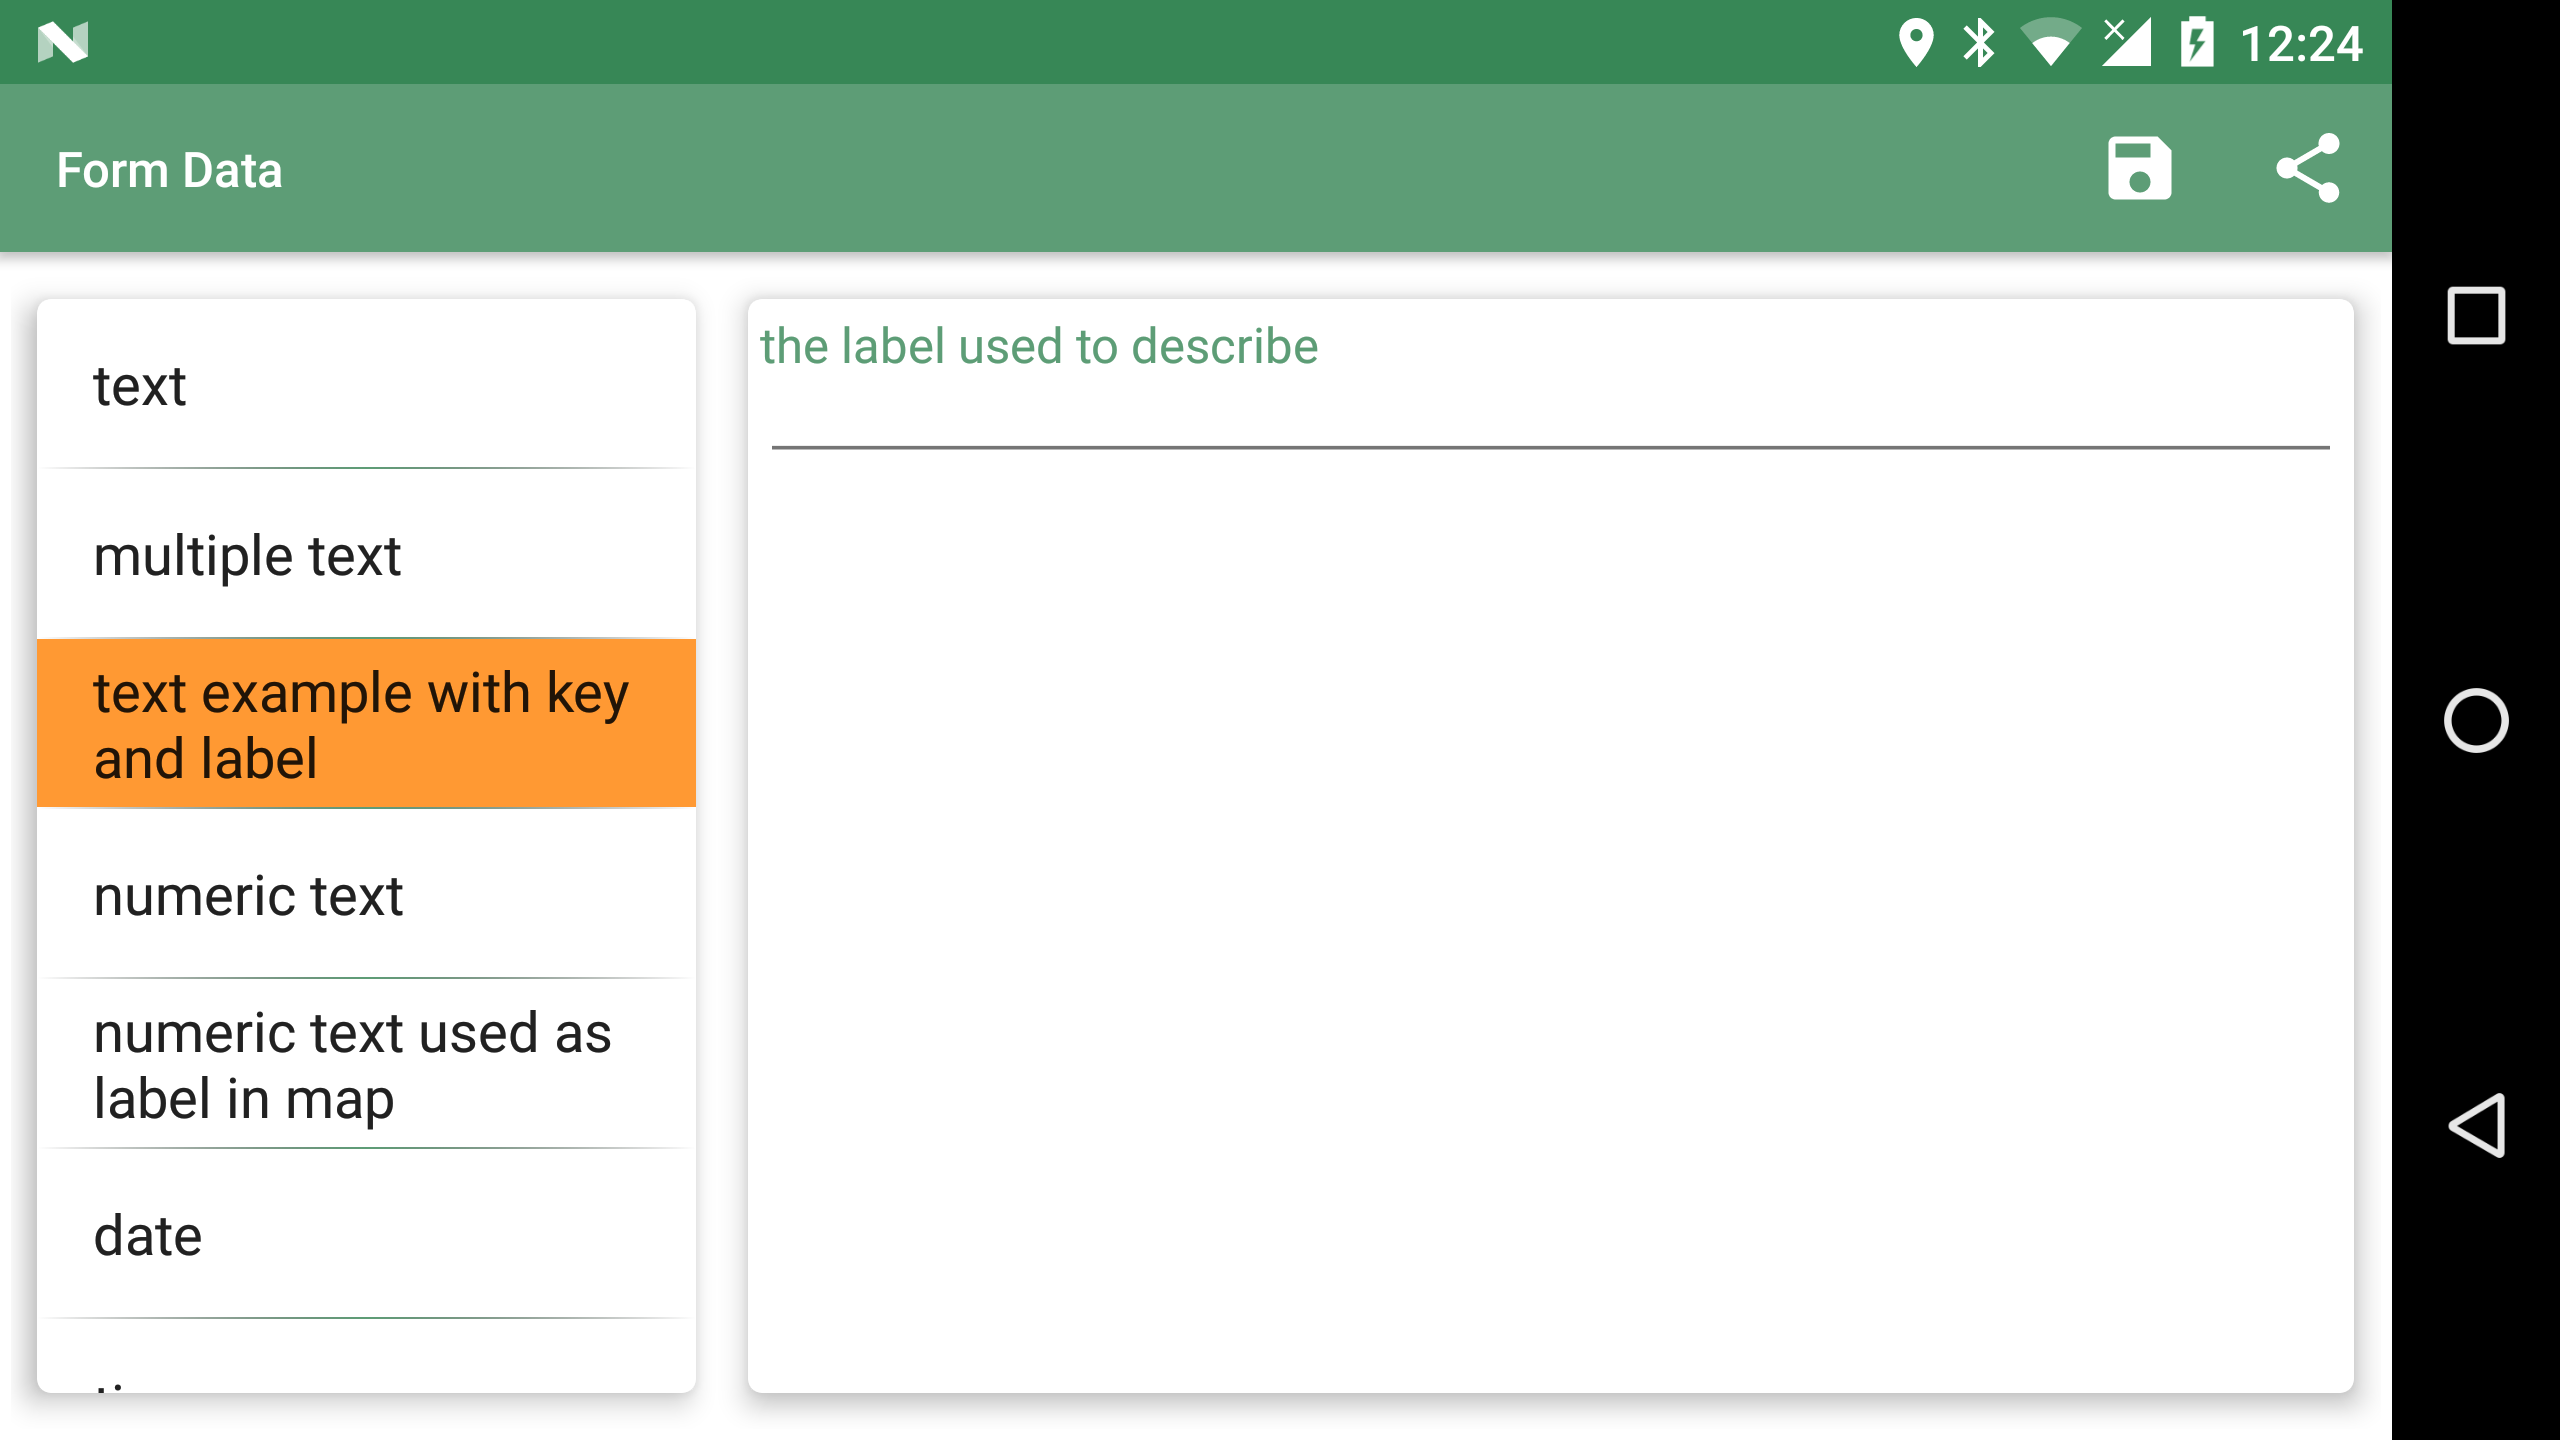 12:24
Form Data
text
multiple text
text example with key
and label
numeric text
numeric text used as
label in map
date
the label used to describe